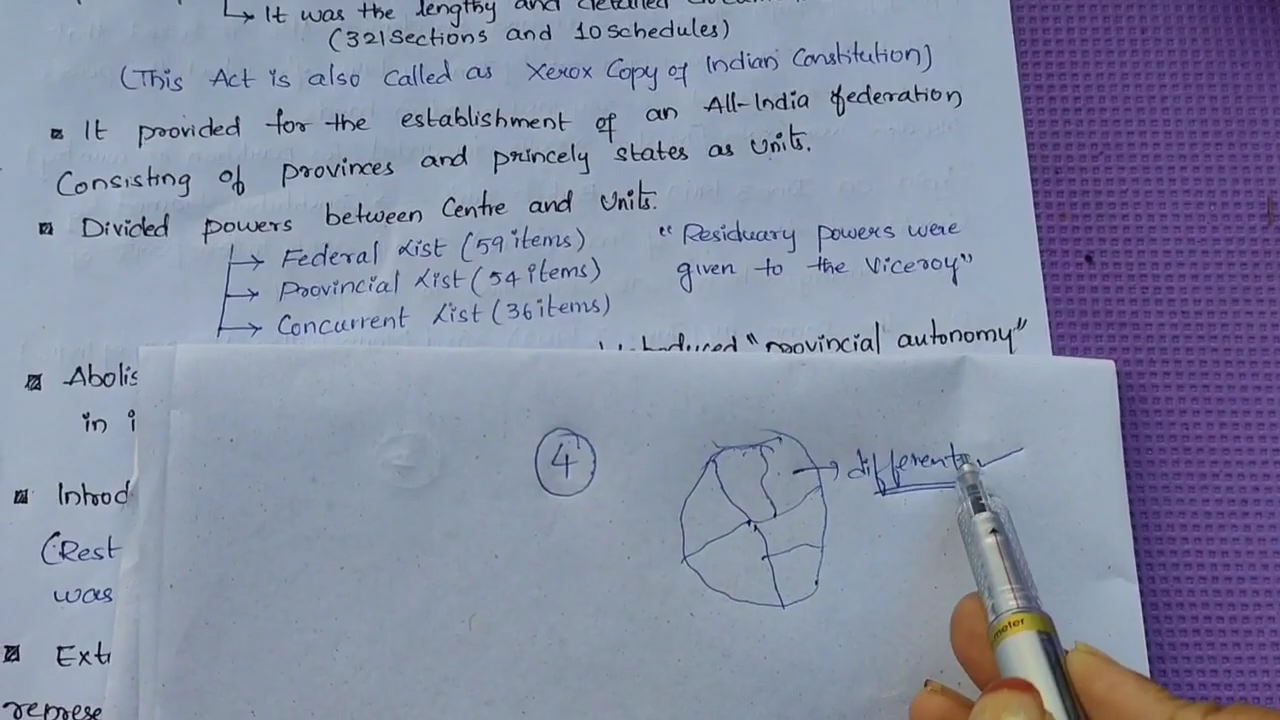 ↳ It was the lengthy and detailed
(321 Sections and 10 schedules)
(This Act is also called as Xerox Copy of Indian Constitution)
It provided for the establishment of an All-India federation
Consisting of provinces and princely states as Units.
Divided powers between Centre and Units.
→ Federal List (59 items)
→ Provincial List (54 items)
→ Concurrent List (36 items)
"Residuary powers were
given to the Viceroy"
"provincial autonomy"
Abolis
in i
Introd
(Rest
was
Ext
represe
4
→ different
meter